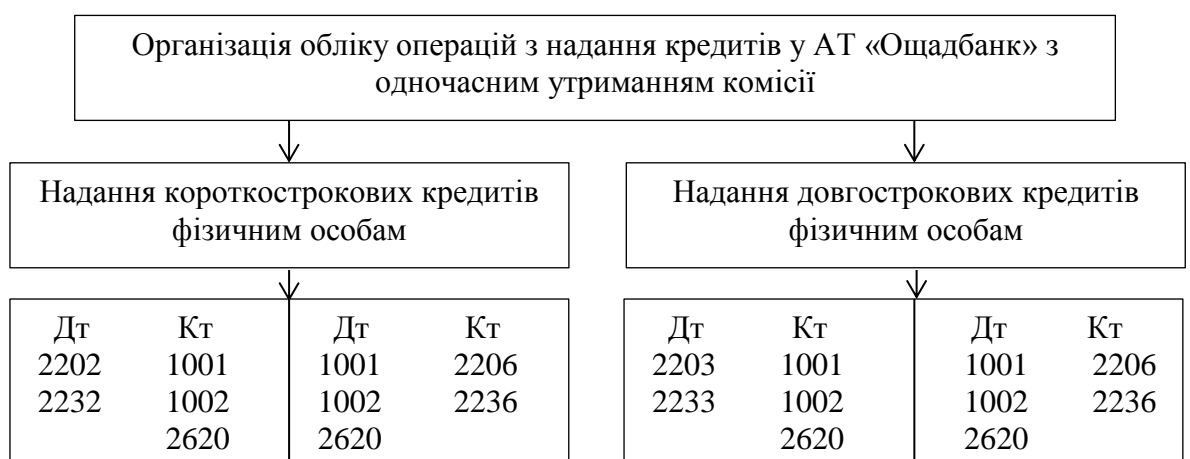 Організація обліку операцій з надання кредитів у АТ «Ощадбанк» з
одночасним утриманням комісії
Надання короткострокових кредитів
фізичним особам
Надання довгострокових кредитів
фізичним особам
Дт Кт Дт Кт
2202 1001 1001 2206
2232 1002 1002 2236
2620 2620
Дт Кт Дт Кт
2203 1001 1001 2206
2233 1002 1002 2236
2620 2620